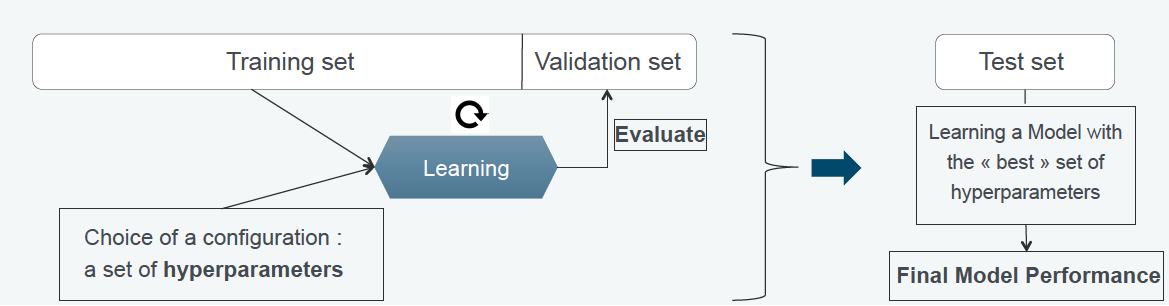 Training set
Validation set
Test set
Evaluate
Learning
Choice of a configuration :
a set of hyperparameters
Learning a Model with
the « best » set of
hyperparameters
Final Model Performance